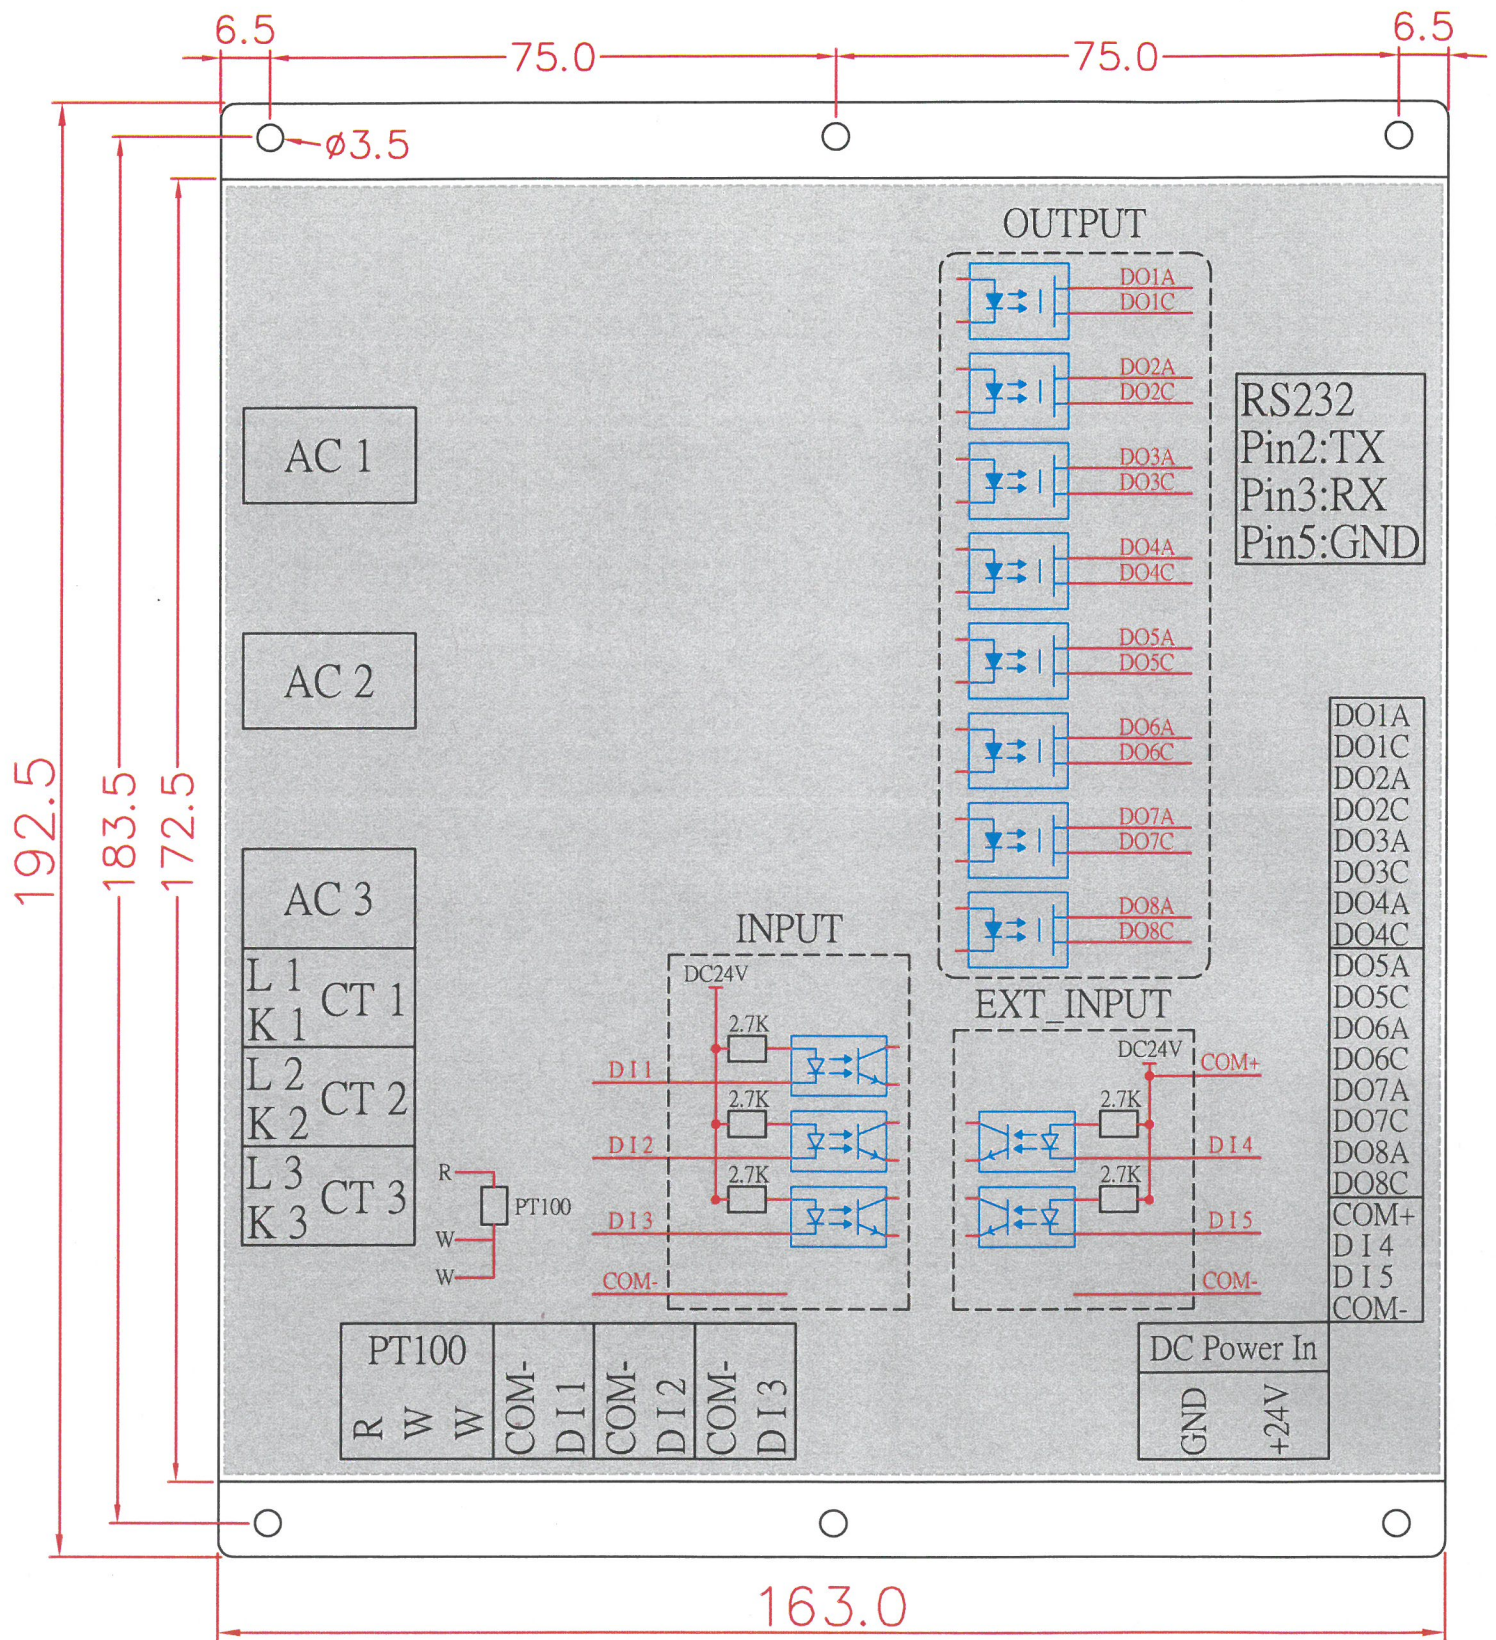 6.5
75.0
75.0
6.5
ø3.5
192.5
183.5
172.5
163.0
OUTPUT
DO1A
DO1C
DO2A
DO2C
DO3A
DO3C
DO4A
DO4C
DO5A
DO5C
DO6A
DO6C
DO7A
DO7C
DO8A
DO8C
RS232
Pin2:TX
Pin3:RX
Pin5:GND
AC 1
AC 2
AC 3
L 1
K 1
CT 1
L 2
K 2
CT 2
L 3
K 3
CT 3
R
W
W
PT100
INPUT
DC24V
2.7K
DI1
2.7K
DI2
2.7K
DI3
COM-
EXT_INPUT
DC24V
COM+
2.7K
DI4
2.7K
DI5
COM-
DO1A
DO1C
DO2A
DO2C
DO3A
DO3C
DO4A
DO4C
DO5A
DO5C
DO6A
DO6C
DO7A
DO7C
DO8A
DO8C
COM+
DI4
DI5
COM-
PT100
R
W
W
COM-
DI1
COM-
DI2
COM-
DI3
DC Power In
GND
+24V